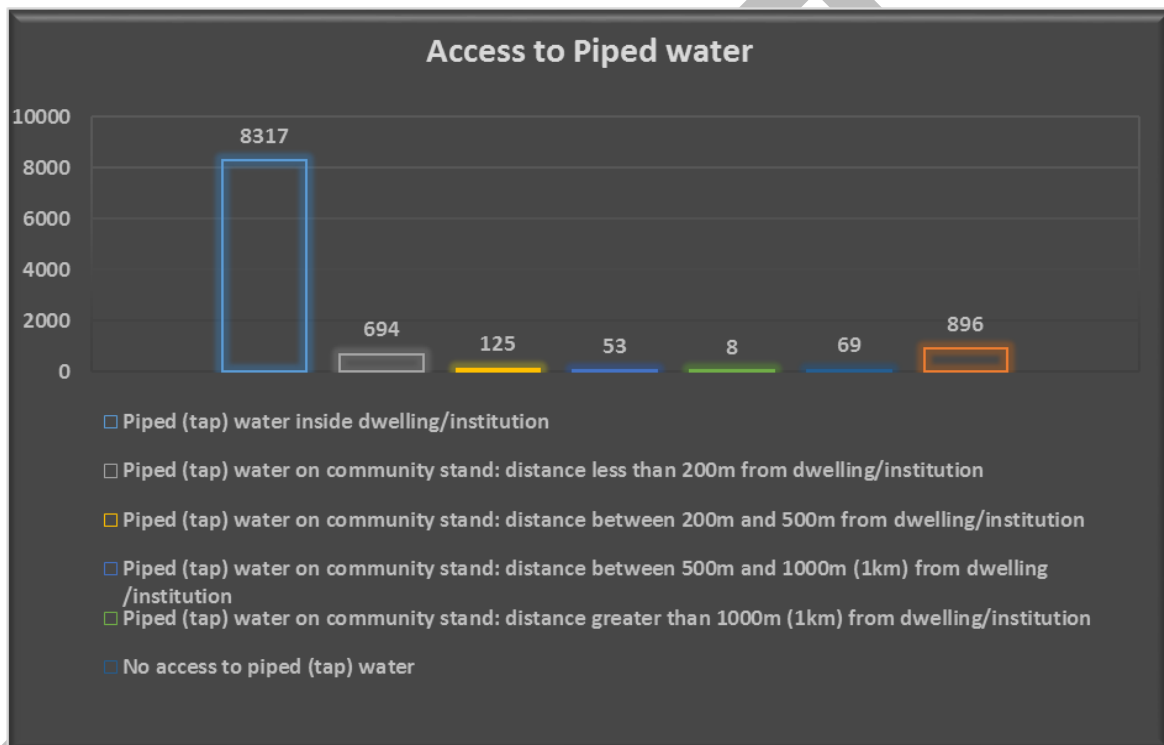 Access to Piped water
10000
8000
6000
4000
2000
0
8317
694
125
53
8
69
896
Piped (tap) water inside dwelling/institution
Piped (tap) water on community stand: distance less than 200m from dwelling/institution
Piped (tap) water on community stand: distance between 200m and 500m from dwelling/institution
Piped (tap) water on community stand: distance between 500m and 1000m (1km) from dwelling
/institution
Piped (tap) water on community stand: distance greater than 1000m (1km) from dwelling/institution
No access to piped (tap) water